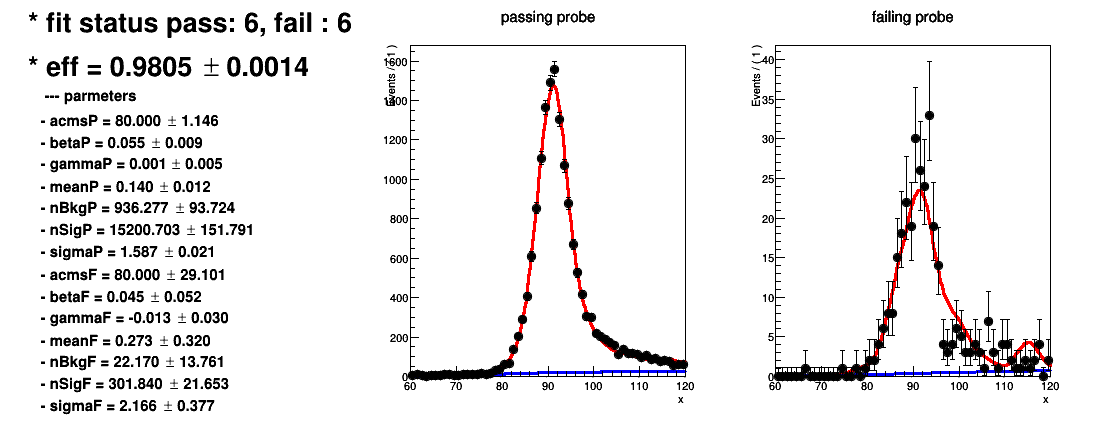 * fit status pass: 6, fail : 6
* eff = 0.9805 ± 0.0014
--- parmeters
- acmsP = 80.000 ± 1.146
- betaP = 0.055 ± 0.009
- gammaP = 0.001 ± 0.005
- meanP = 0.140 ± 0.012
- nBkgP = 936.277 ± 93.724
- nSigP = 15200.703 ± 151.791
- sigmaP = 1.587 ± 0.021
- acmsF = 80.000 ± 29.101
- betaF = 0.045 ± 0.052
- gammaF = -0.013 ± 0.030
- meanF = 0.273 ± 0.320
- nBkgF = 22.170 ± 13.761
- nSigF = 301.840 ± 21.653
- sigmaF = 2.166 ± 0.377
passing probe
Events / ( 1 )
1600
1400
1200
1000
800
600
400
200
0
60 70 80 90 100 110 120
x
failing probe
Events / ( 1 )
40
35
30
25
20
15
10
5
0
60 70 80 90 100 110 120
x